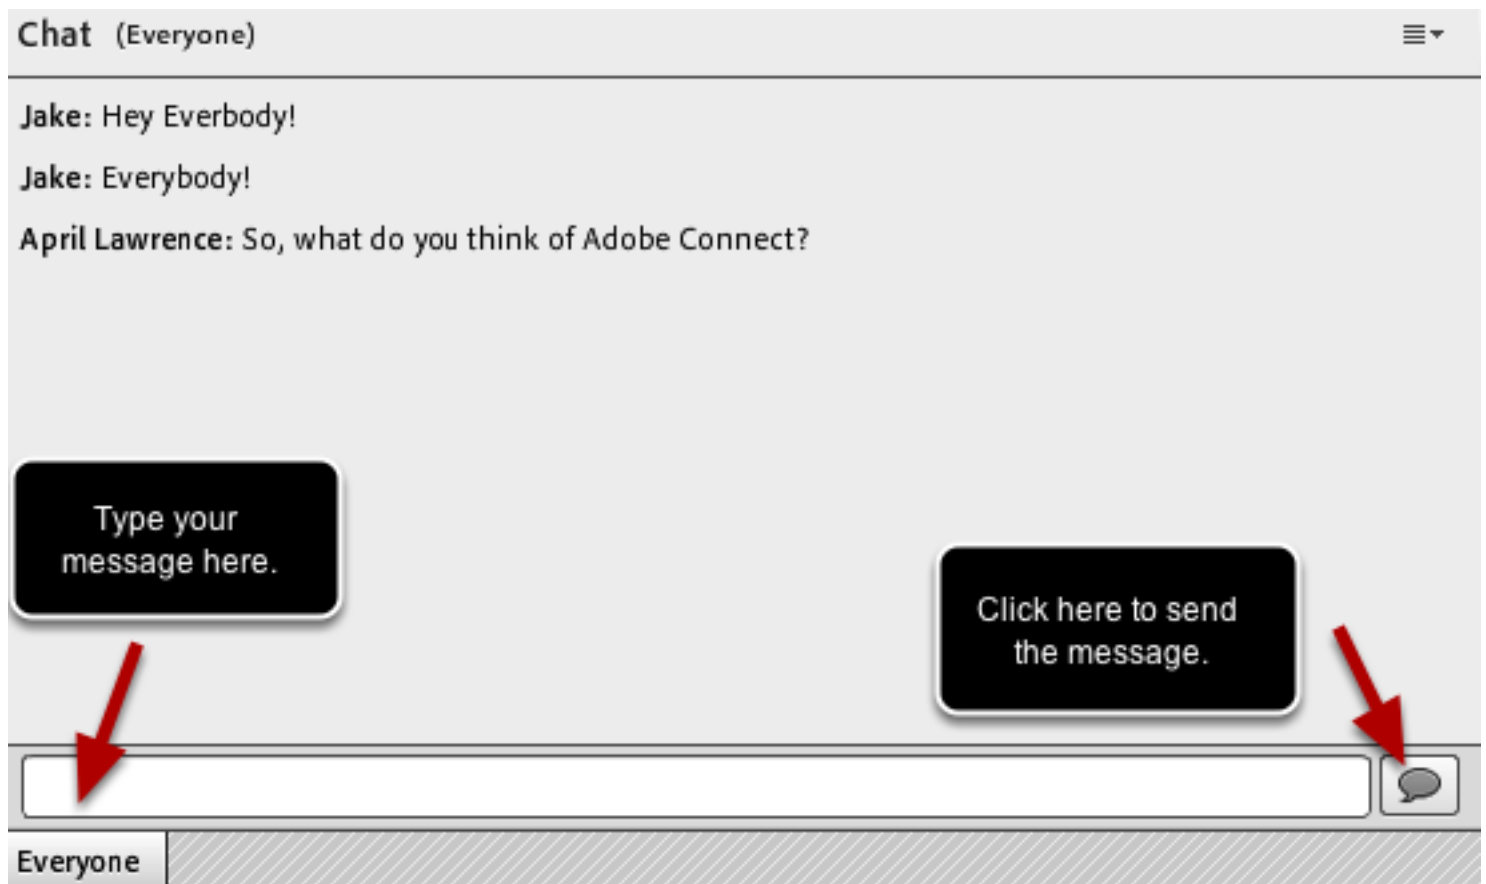 Chat (Everyone)
Jake: Hey Everbody!
Jake: Everybody!
April Lawrence: So, what do you think of Adobe Connect?
Type your
message here.
Click here to send
the message.
Everyone